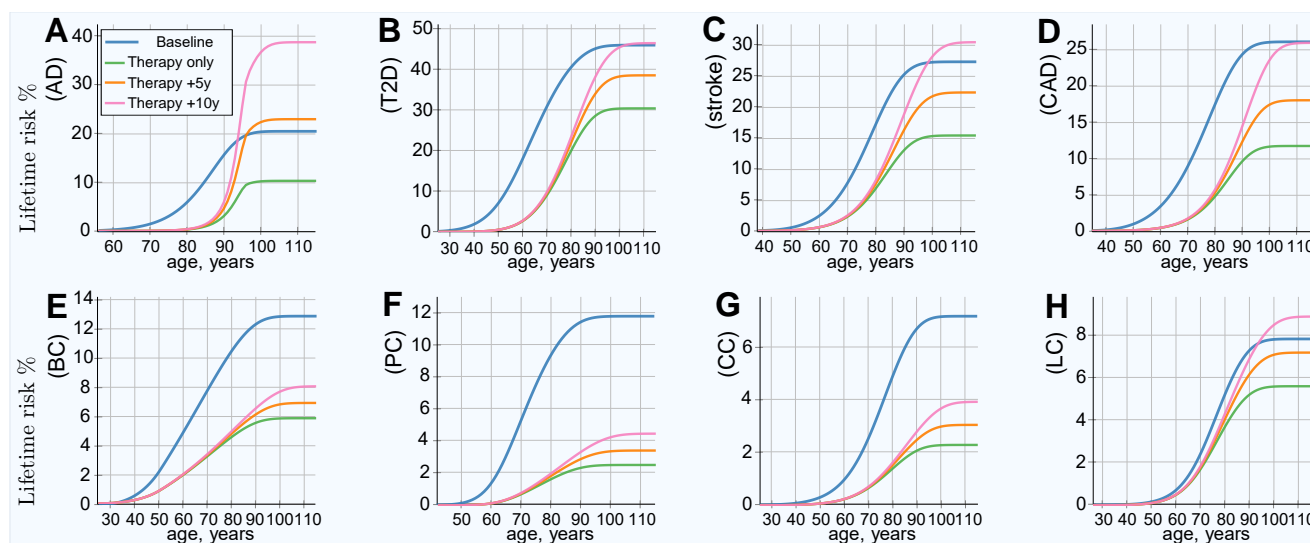 A
Baseline
Therapy only
Therapy +5y
Therapy +10y
Lifetime risk %
(AD)
40
30
20
10
0
60 70 80 90 100 110
age, years
B
(T2D)
50
40
30
20
10
0
30 40 50 60 70 80 90 100 110
age, years
C
(stroke)
30
25
20
15
10
5
0
40 50 60 70 80 90 100 110
age, years
D
(CAD)
25
20
15
10
5
0
40 50 60 70 80 90 100 110
age, years
E
Lifetime risk %
(BC)
14
12
10
8
6
4
2
0
30 40 50 60 70 80 90 100 110
age, years
F
(PC)
12
10
8
6
4
2
0
50 60 70 80 90 100 110
age, years
G
(CC)
6
4
2
0
30 40 50 60 70 80 90 100 110
age, years
H
(LC)
8
6
4
2
0
30 40 50 60 70 80 90 100 110
age, years